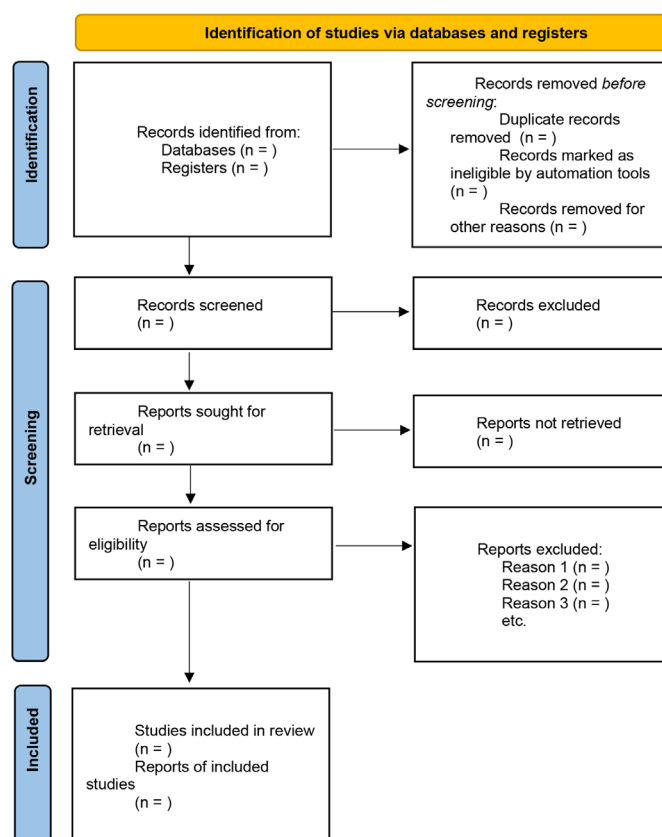 Identification of studies via databases and registers
Identification
Records identified from:
Databases (n = )
Registers (n = )
Records removed before
screening:
Duplicate records
removed (n = )
Records marked as
ineligible by automation tools
(n = )
Records removed for
other reasons (n = )
Screening
Records screened
(n = )
Records excluded
(n = )
Reports sought for
retrieval
(n = )
Reports not retrieved
(n = )
Reports assessed for
eligibility
(n = )
Reports excluded:
Reason 1 (n = )
Reason 2 (n = )
Reason 3 (n = )
etc.
Included
Studies included in review
(n = )
Reports of included
studies
(n = )